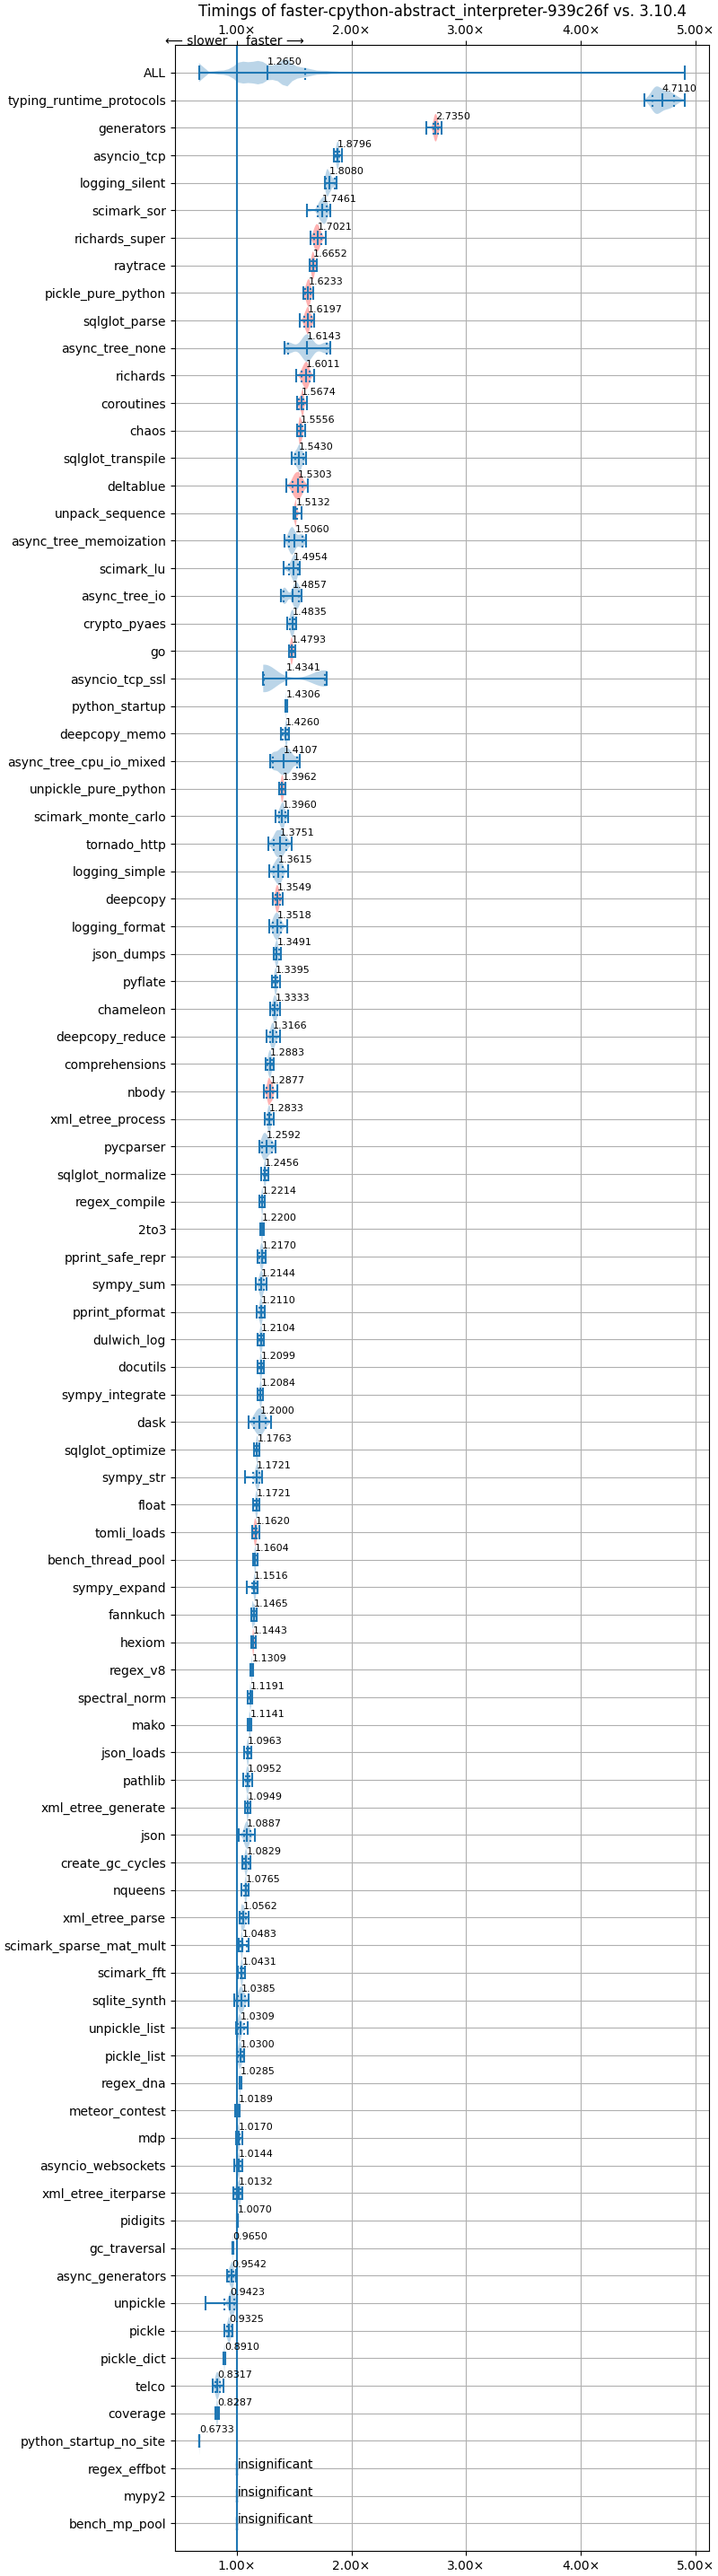 Timings of faster-cpython-abstract_interpreter-939c26f vs. 3.10.4
1.00× 2.00× 3.00× 4.00× 5.00×
⟵ slower faster ⟶
ALL 1.2650
typing_runtime_protocols 4.7110
generators 2.7350
asyncio_tcp 1.8796
logging_silent 1.8080
scimark_sor 1.7461
richards_super 1.7021
raytrace 1.6652
pickle_pure_python 1.6233
sqlglot_parse 1.6197
async_tree_none 1.6143
richards 1.6011
coroutines 1.5674
chaos 1.5556
sqlglot_transpile 1.5430
deltablue 1.5303
unpack_sequence 1.5132
async_tree_memoization 1.5060
scimark_lu 1.4954
async_tree_io 1.4857
crypto_pyaes 1.4835
go 1.4793
asyncio_tcp_ssl 1.4341
python_startup 1.4306
deepcopy_memo 1.4260
async_tree_cpu_io_mixed 1.4107
unpickle_pure_python 1.3962
scimark_monte_carlo 1.3960
tornado_http 1.3751
logging_simple 1.3615
deepcopy 1.3549
logging_format 1.3518
json_dumps 1.3491
pyflate 1.3395
chameleon 1.3333
deepcopy_reduce 1.3166
comprehensions 1.2883
nbody 1.2877
xml_etree_process 1.2833
pycparser 1.2592
sqlglot_normalize 1.2456
regex_compile 1.2214
2to3 1.2200
pprint_safe_repr 1.2170
sympy_sum 1.2144
pprint_pformat 1.2110
dulwich_log 1.2104
docutils 1.2099
sympy_integrate 1.2084
dask 1.2000
sqlglot_optimize 1.1763
sympy_str 1.1721
float 1.1721
tomli_loads 1.1620
bench_thread_pool 1.1604
sympy_expand 1.1516
fannkuch 1.1465
hexiom 1.1443
regex_v8 1.1309
spectral_norm 1.1191
mako 1.1141
json_loads 1.0963
pathlib 1.0952
xml_etree_generate 1.0949
json 1.0887
create_gc_cycles 1.0829
nqueens 1.0765
xml_etree_parse 1.0562
scimark_sparse_mat_mult 1.0483
scimark_fft 1.0431
sqlite_synth 1.0385
unpickle_list 1.0309
pickle_list 1.0300
regex_dna 1.0285
meteor_contest 1.0189
mdp 1.0170
asyncio_websockets 1.0144
xml_etree_iterparse 1.0132
pidigits 1.0070
gc_traversal 0.9650
async_generators 0.9542
unpickle 0.9423
pickle 0.9325
pickle_dict 0.8910
telco 0.8317
coverage 0.8287
python_startup_no_site 0.6733
regex_effbot insignificant
mypy2 insignificant
bench_mp_pool insignificant
1.00× 2.00× 3.00× 4.00× 5.00×